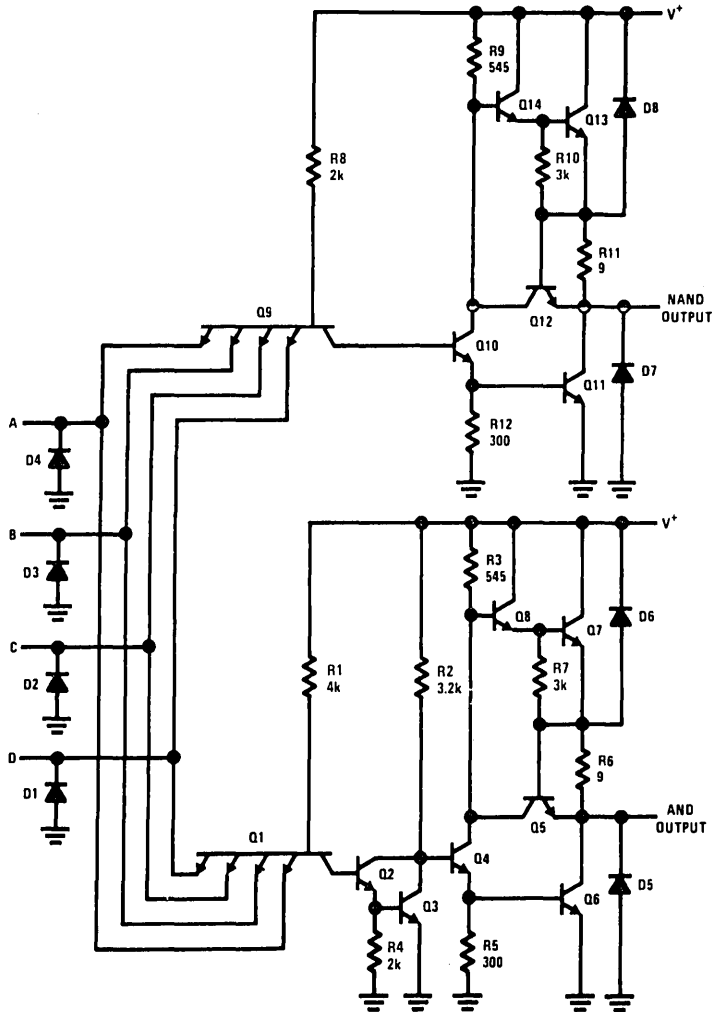 V+
R9
545
Q14
Q13
D8
R8
2k
R10
3k
R11
9
Q9
Q12
NAND
OUTPUT
Q10
Q11
D7
A
D4
R12
300
B
D3
V+
R3
545
Q8
Q7
D6
C
D2
R1
4k
R2
3.2k
R7
3k
D
D1
R6
9
Q1
Q5
AND
OUTPUT
Q2
Q4
Q3
Q6
D5
R4
2k
R5
300